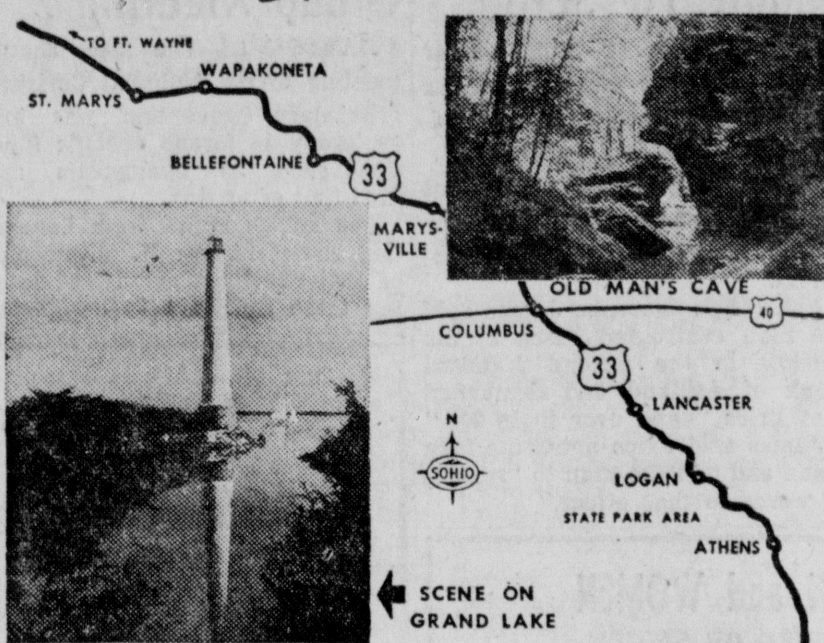 TO FT. WAYNE
WAPAKONETA
ST. MARYS
BELLEFONTAINE
33
MARYS-
VILLE
OLD MAN'S CAVE
40
COLUMBUS
33
LANCASTER
N
SOHIO
LOGAN
STATE PARK AREA
ATHENS
SCENE ON
GRAND LAKE